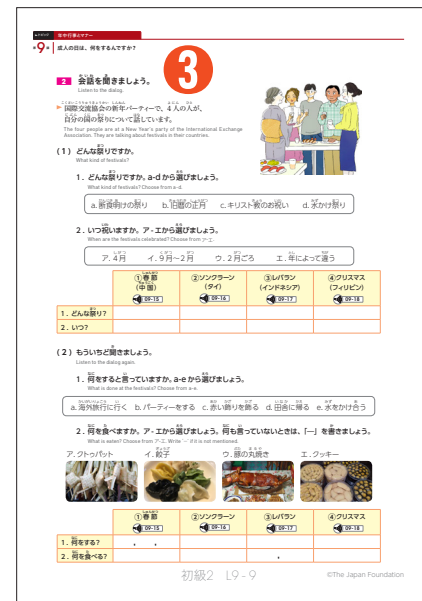 トピック 年中行事とマナー
第9課 成人の日は、何をするんですか？
3
2 会話を聞きましょう。
Listen to the dialog.
▶ 国際交流協会の新年パーティーで、4人の人が、
自分の国の祭りについて話しています。
The four people are at a New Year's party of the International Exchange
Association. They are talking about festivals in their countries.
(1) どんな祭りですか。
What kind of festivals?
1. どんな祭りですか。a-dから選びましょう。
What kind of festivals? Choose from a-d.
a. 断食明けの祭り b. 旧暦の正月 c. キリスト教のお祝い d. 水かけ祭り
2. いつ祝いますか。ア-エから選びましょう。
When are the festivals celebrated? Choose from ア-エ.
ア. 4月 イ. 9月～2月 ウ. 2月ごろ エ. 年によって違う
①春節 ②ソンクラーン ③レバラン ④クリスマス
(中国) (タイ) (インドネシア) (フィリピン)
09-15 09-16 09-17 09-18
1. どんな祭り?
2. いつ?
(2) もういちど聞きましょう。
Listen to the dialog again.
1. 何をすると言っていますか。a-eから選びましょう。
What is done at the festivals? Choose from a-e.
a. 海外旅行に行く b. パーティーをする c. 赤い飾りを飾る d. 田舎に帰る e. 水をかけ合う
2. 何を食べますか。ア-エから選びましょう。何も言っていないときは、「—」を書きましょう。
What is eaten? Choose from ア-エ. Write "-" if it is not mentioned.
ア. クトゥパット イ. 餃子 ウ. 豚の丸焼き エ. クッキー
①春節 ②ソンクラーン ③レバラン ④クリスマス
09-15 09-16 09-17 09-18
1. 何をする? , ,
2. 何を食べる? ,
初級2 L9 - 9
©The Japan Foundation